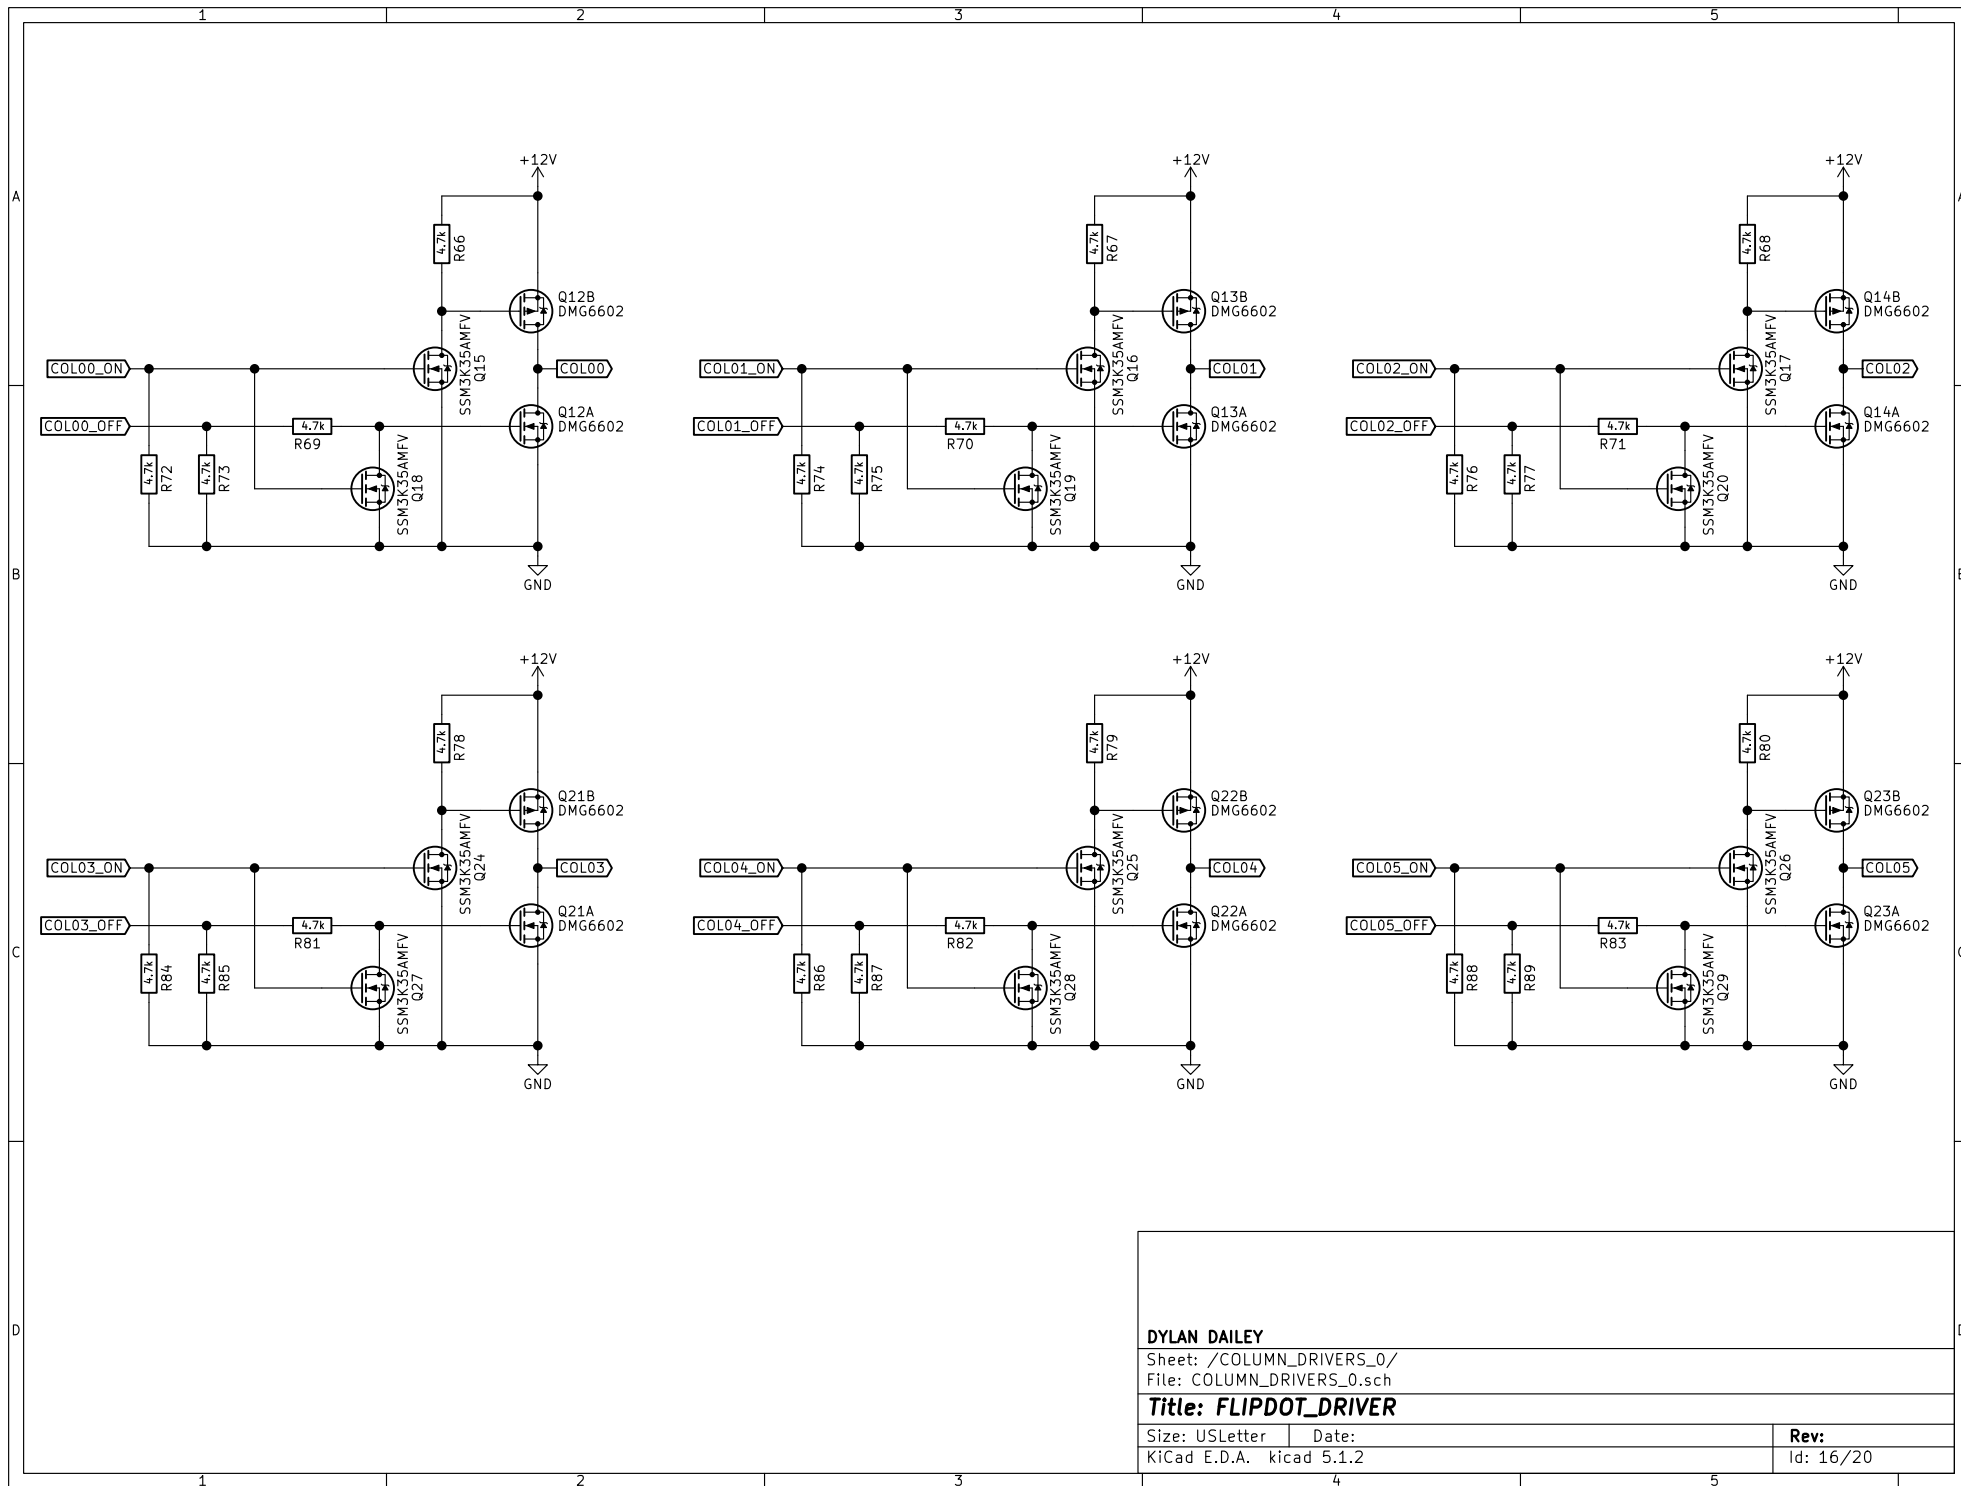 1 2 3 4 5
A
A
+12V
4.7k
R66
Q12B
DMG6602
SSM3K35AMFV
Q15
COL00_ON
COL00
Q12A
DMG6602
COL00_OFF
4.7k
R69
4.7k
R72
4.7k
R73
SSM3K35AMFV
Q18
GND
+12V
4.7k
R67
Q13B
DMG6602
SSM3K35AMFV
Q16
COL01_ON
COL01
Q13A
DMG6602
COL01_OFF
4.7k
R70
4.7k
R74
4.7k
R75
SSM3K35AMFV
Q19
GND
+12V
4.7k
R68
Q14B
DMG6602
SSM3K35AMFV
Q17
COL02_ON
COL02
Q14A
DMG6602
COL02_OFF
4.7k
R71
4.7k
R76
4.7k
R77
SSM3K35AMFV
Q20
GND
B
+12V
4.7k
R78
Q21B
DMG6602
SSM3K35AMFV
Q24
COL03_ON
COL03
Q21A
DMG6602
COL03_OFF
4.7k
R81
4.7k
R84
4.7k
R85
SSM3K35AMFV
Q27
GND
+12V
4.7k
R79
Q22B
DMG6602
SSM3K35AMFV
Q25
COL04_ON
COL04
Q22A
DMG6602
COL04_OFF
4.7k
R82
4.7k
R86
4.7k
R87
SSM3K35AMFV
Q28
GND
+12V
4.7k
R80
Q23B
DMG6602
SSM3K35AMFV
Q26
COL05_ON
COL05
Q23A
DMG6602
COL05_OFF
4.7k
R83
4.7k
R88
4.7k
R89
SSM3K35AMFV
Q29
GND
C
D
DYLAN DAILEY
Sheet: /COLUMN_DRIVERS_0/
File: COLUMN_DRIVERS_0.sch
Title: FLIPDOT_DRIVER
Size: USLetter Date: Rev:
KiCad E.D.A. kicad 5.1.2 Id: 16/20
1 2 3 4 5